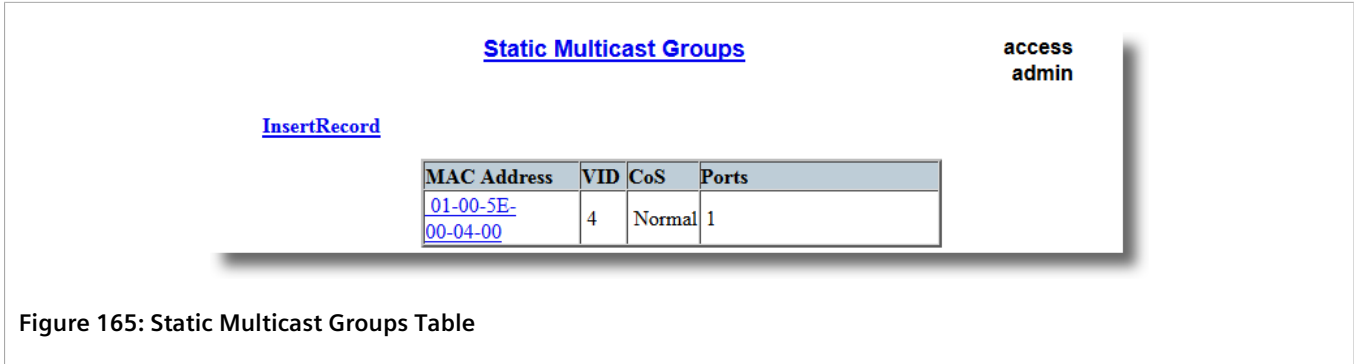 Static Multicast Groups
access
admin
InsertRecord
MAC Address VID CoS Ports
01-00-5E-
00-04-00 4 Normal 1
Figure 165: Static Multicast Groups Table